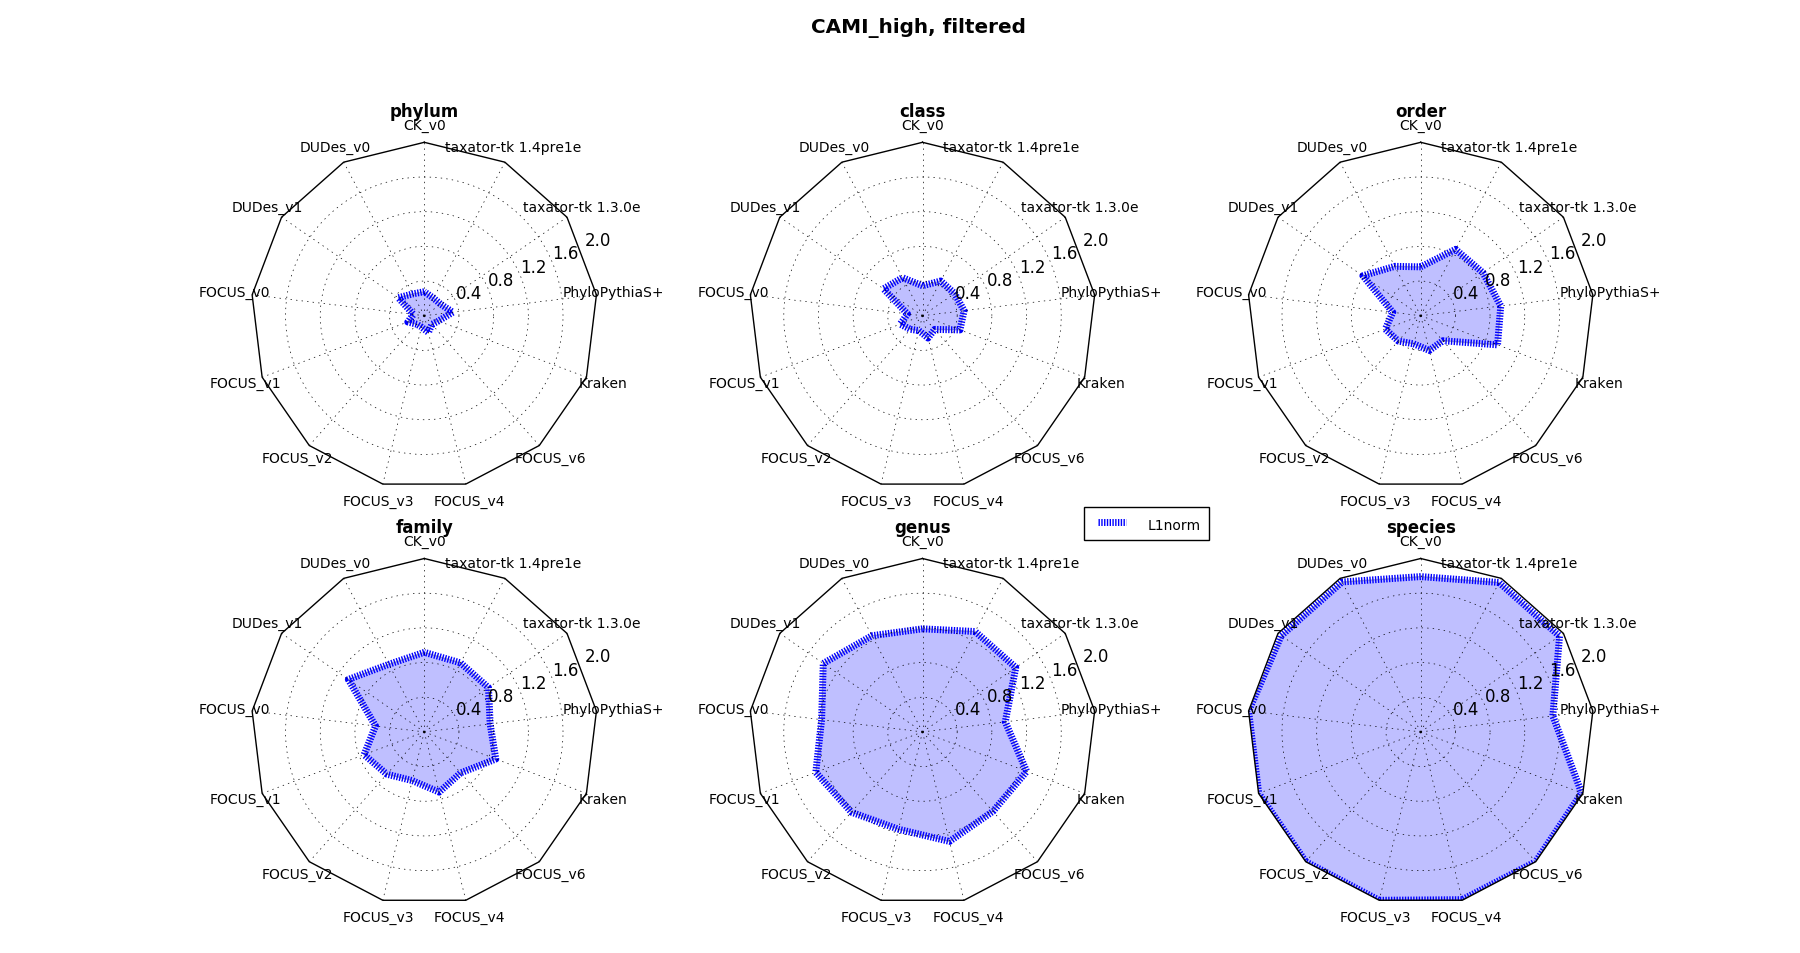 CAMI_high, filtered
phylum
CK_v0
DUDes_v0
taxator-tk 1.4pre1e
DUDes_v1
taxator-tk 1.3.0e
2.0
1.6
1.2
0.8
0.4
FOCUS_v0
PhyloPythiaS+
FOCUS_v1
Kraken
FOCUS_v2
FOCUS_v6
FOCUS_v3
FOCUS_v4
class
CK_v0
DUDes_v0
taxator-tk 1.4pre1e
DUDes_v1
taxator-tk 1.3.0e
2.0
1.6
1.2
0.8
0.4
FOCUS_v0
PhyloPythiaS+
FOCUS_v1
Kraken
FOCUS_v2
FOCUS_v6
FOCUS_v3
FOCUS_v4
order
CK_v0
DUDes_v0
taxator-tk 1.4pre1e
DUDes_v1
taxator-tk 1.3.0e
2.0
1.6
1.2
0.8
0.4
FOCUS_v0
PhyloPythiaS+
FOCUS_v1
Kraken
FOCUS_v2
FOCUS_v6
FOCUS_v3
FOCUS_v4
L1norm
family
CK_v0
DUDes_v0
taxator-tk 1.4pre1e
DUDes_v1
taxator-tk 1.3.0e
2.0
1.6
1.2
0.8
0.4
FOCUS_v0
PhyloPythiaS+
FOCUS_v1
Kraken
FOCUS_v2
FOCUS_v6
FOCUS_v3
FOCUS_v4
genus
CK_v0
DUDes_v0
taxator-tk 1.4pre1e
DUDes_v1
taxator-tk 1.3.0e
2.0
1.6
1.2
0.8
0.4
FOCUS_v0
PhyloPythiaS+
FOCUS_v1
Kraken
FOCUS_v2
FOCUS_v6
FOCUS_v3
FOCUS_v4
species
CK_v0
DUDes_v0
taxator-tk 1.4pre1e
DUDes_v1
taxator-tk 1.3.0e
2.0
1.6
1.2
0.8
0.4
FOCUS_v0
PhyloPythiaS+
FOCUS_v1
Kraken
FOCUS_v2
FOCUS_v6
FOCUS_v3
FOCUS_v4